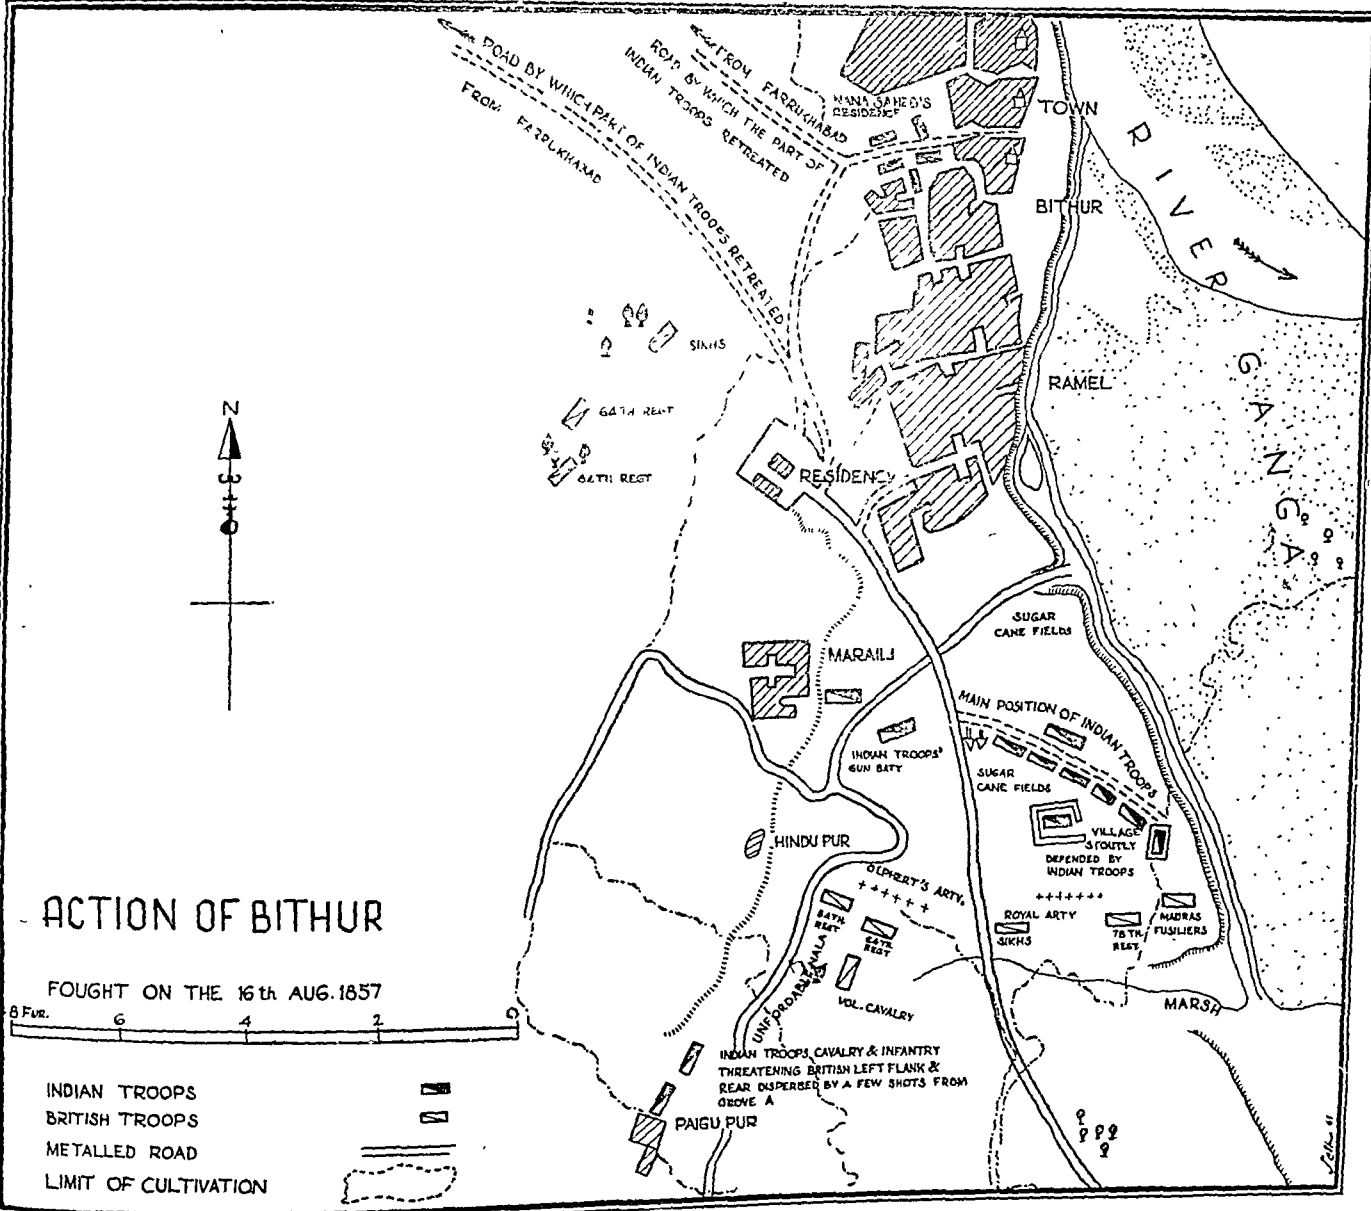 ROAD BY WHICH PART OF INDIAN TROOPS RETREATED
FROM FARRUKHABAD
FROM FARRUKHABAD
ROAD BY WHICH THE PART OF
INDIAN TROOPS RETREATED
NANA SAHEB'S
RESIDENCE
TOWN
BITHUR
RIVER
GANGA
RAMEL
SIKHS
64TH REGT
84TH REGT
RESIDENCY
N
SUGAR
CANE FIELDS
MARAILI
MAIN POSITION OF INDIAN TROOPS
INDIAN TROOPS'
GUN BATY
SUGAR
CANE FIELDS
HINDU PUR
VILLAGE
STOUTLY
DEFENDED BY
INDIAN TROOPS
OLPHERT'S ARTY.
84TH
REGT
64TH
REGT
ROYAL ARTY
SIKHS
78TH
REGT
MADRAS
FUSILIERS
UNFORDABLE NALA
VOL. CAVALRY
MARSH
INDIAN TROOPS, CAVALRY & INFANTRY
THREATENING BRITISH LEFT FLANK &
REAR DISPERSED BY A FEW SHOTS FROM
GROVE A
PAIGU PUR
ACTION OF BITHUR
FOUGHT ON THE 16th AUG. 1857
8 FUR. 6 4 2 0
INDIAN TROOPS
BRITISH TROOPS
METALLED ROAD
LIMIT OF CULTIVATION